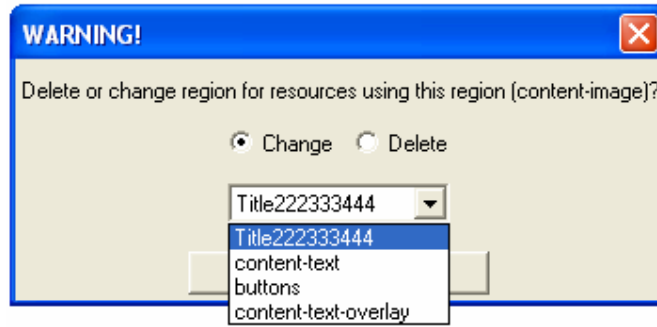 WARNING!
Delete or change region for resources using this region (content-image)?
Change Delete
Title222333444
Title222333444
content-text
buttons
content-text-overlay